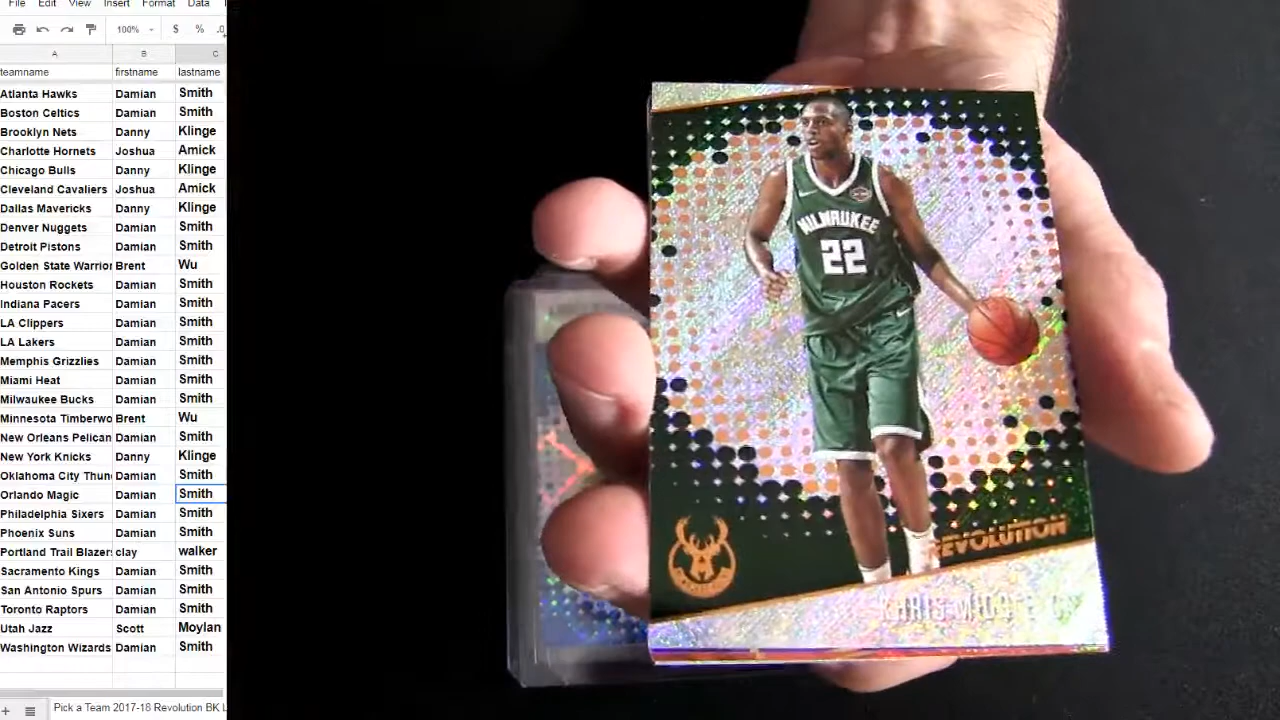 File Edit View Insert Format Data
100% $ % .0
A B C
teamname firstname lastname
Atlanta Hawks Damian Smith
Boston Celtics Damian Smith
Brooklyn Nets Danny Klinge
Charlotte Hornets Joshua Amick
Chicago Bulls Danny Klinge
Cleveland Cavaliers Joshua Amick
Dallas Mavericks Danny Klinge
Denver Nuggets Damian Smith
Detroit Pistons Damian Smith
Golden State Warrior Brent Wu
Houston Rockets Damian Smith
Indiana Pacers Damian Smith
LA Clippers Damian Smith
LA Lakers Damian Smith
Memphis Grizzlies Damian Smith
Miami Heat Damian Smith
Milwaukee Bucks Damian Smith
Minnesota Timberwo Brent Wu
New Orleans Pelican Damian Smith
New York Knicks Danny Klinge
Oklahoma City Thun Damian Smith
Orlando Magic Damian Smith
Philadelphia Sixers Damian Smith
Phoenix Suns Damian Smith
Portland Trail Blazers clay walker
Sacramento Kings Damian Smith
San Antonio Spurs Damian Smith
Toronto Raptors Damian Smith
Utah Jazz Scott Moylan
Washington Wizards Damian Smith
Pick a Team 2017-18 Revolution BK L
MILWAUKEE
22
REVOLUTION
KHRIS MIDDLETON